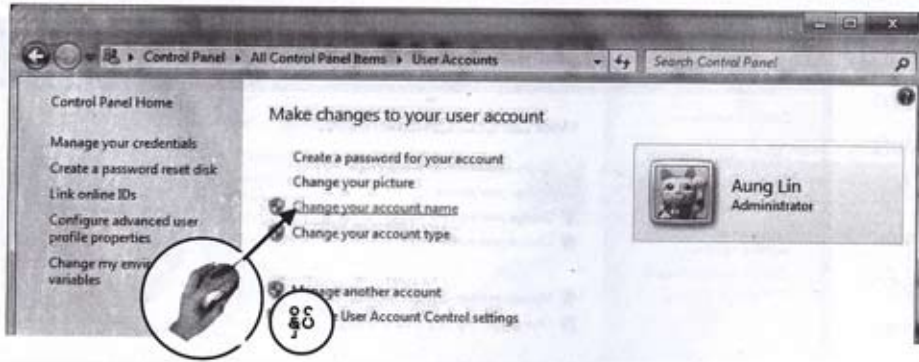 Control Panel ▸ All Control Panel Items ▸ User Accounts
Search Control Panel
Control Panel Home
Manage your credentials
Create a password reset disk
Link online IDs
Configure advanced user
profile properties
Change my
variables
Make changes to your user account
Create a password for your account
Change your picture
Change your account name
Change your account type
another account
User Account Control settings
နှိပ်
Aung Lin
Administrator